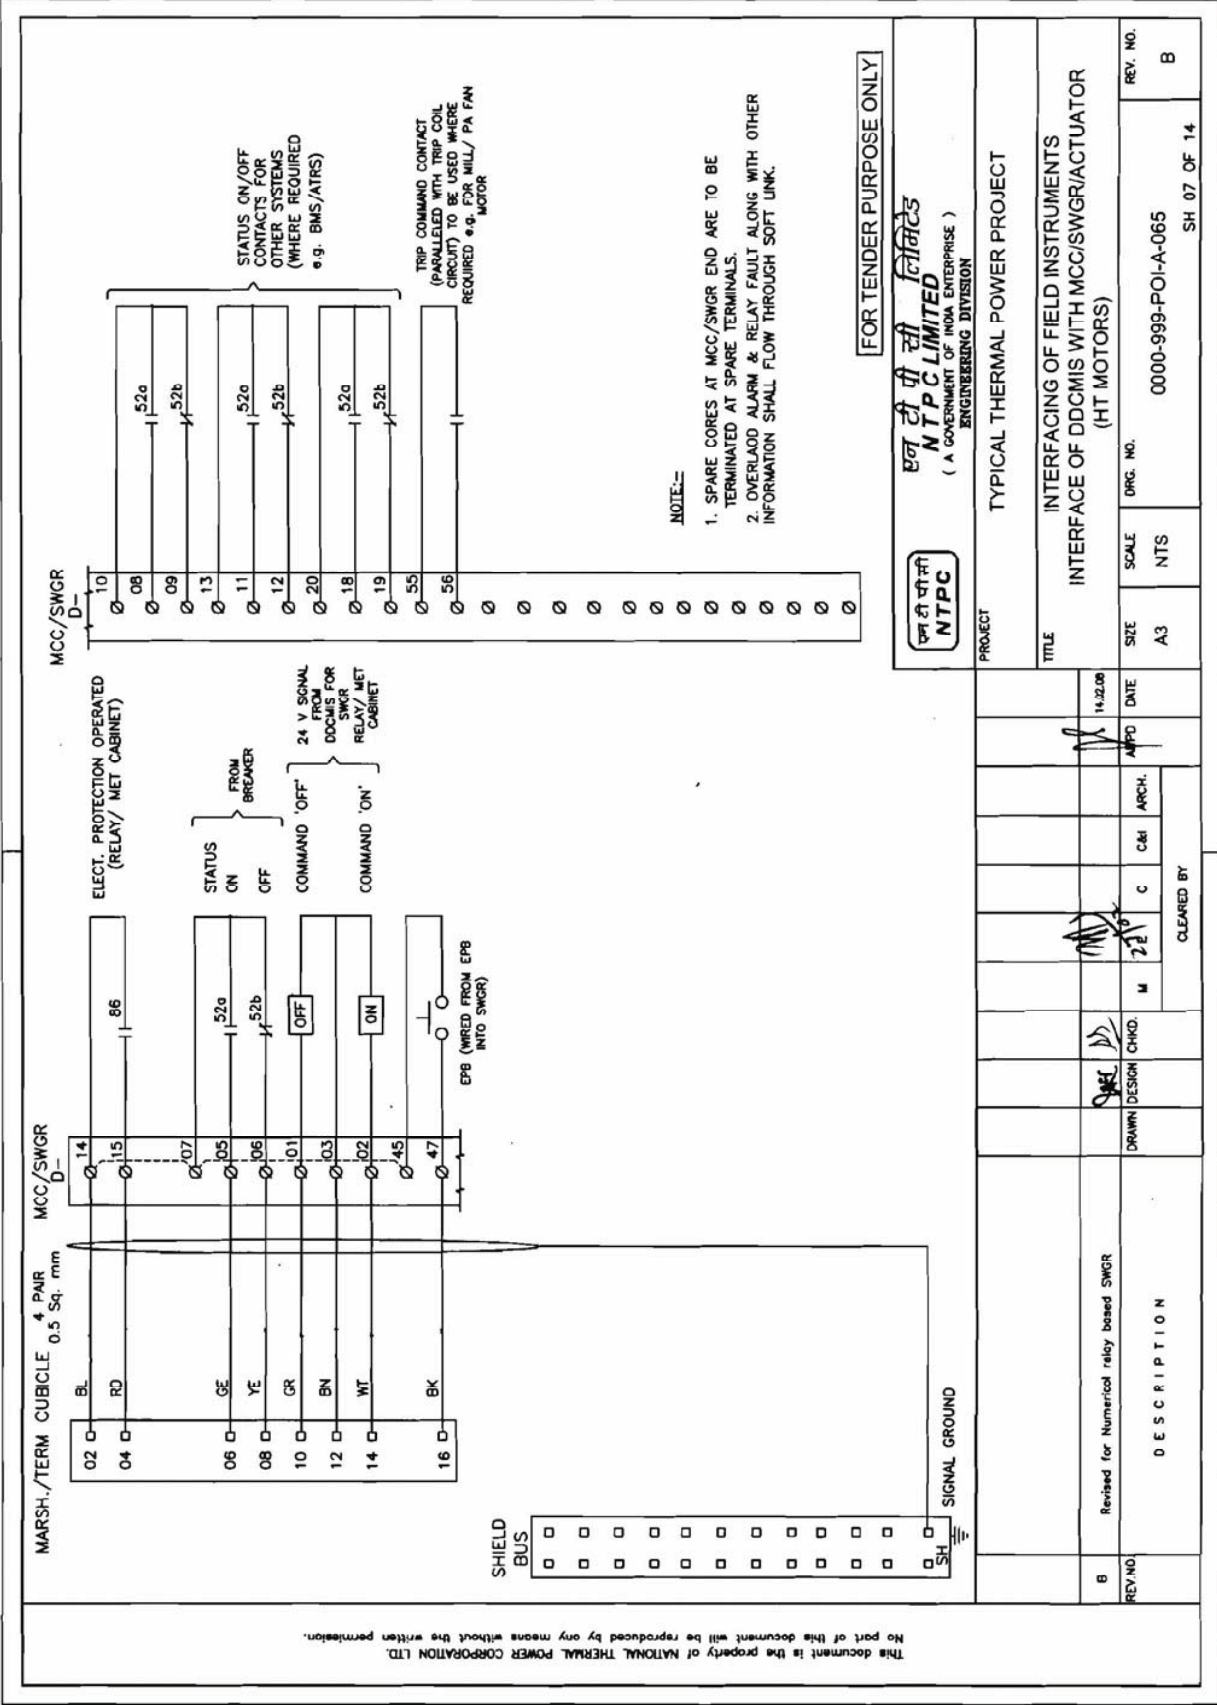 MARSH./TERM CUBICLE
4 PAIR
0.5 Sq. mm
MCC/SWGR
D-
02
BL
14
ELECT. PROTECTION OPERATED
(RELAY/ MET CABINET)
04
RD
15
86
07
STATUS
06
GE
05
52a
ON
FROM
BREAKER
08
YE
06
52b
OFF
10
GR
01
OFF
COMMAND 'OFF'
24 V SIGNAL
FROM
DDCMIS FOR
SWGR
RELAY/ MET
CABINET
12
BN
03
14
WT
02
ON
COMMAND 'ON'
45
16
BK
47
EPB (WIRED FROM EPB
INTO SWGR)
SHIELD
BUS
SH
SIGNAL GROUND
MCC/SWGR
D-
10
08
52a
09
52b
13
11
52a
12
52b
20
18
52a
19
52b
55
56
STATUS ON/OFF
CONTACTS FOR
OTHER SYSTEMS
(WHERE REQUIRED
e.g. BMS/ATRS)
TRIP COMMAND CONTACT
(PARALLELED WITH TRIP COIL
CIRCUIT) TO BE USED WHERE
REQUIRED e.g. FOR MILL/ PA FAN
MOTOR
NOTE:-
1. SPARE CORES AT MCC/SWGR END ARE TO BE
TERMINATED AT SPARE TERMINALS.
2. OVERLAOD ALARM & RELAY FAULT ALONG WITH OTHER
INFORMATION SHALL FLOW THROUGH SOFT LINK.
FOR TENDER PURPOSE ONLY
एन टी पी सी
NTPC
एन टी पी सी लिमिटेड
NTPC LIMITED
( A GOVERNMENT OF INDIA ENTERPRISE )
ENGINEERING DIVISION
PROJECT
TYPICAL THERMAL POWER PROJECT
TITLE
INTERFACING OF FIELD INSTRUMENTS
INTERFACE OF DDCMIS WITH MCC/SWGR/ACTUATOR
(HT MOTORS)
SIZE
A3
SCALE
NTS
DRG. NO.
0000-999-POI-A-065
SH 07 OF 14
REV. NO.
B
B
Revised for Numerical relay based SWGR
14.02.08
REV.NO.
DESCRIPTION
DRAWN
DESIGN
CHKD.
M
E
C
C&I
ARCH.
APPD
DATE
CLEARED BY
This document is the property of NATIONAL THERMAL POWER CORPORATION LTD.
No part of this document will be reproduced by any means without the written permission.